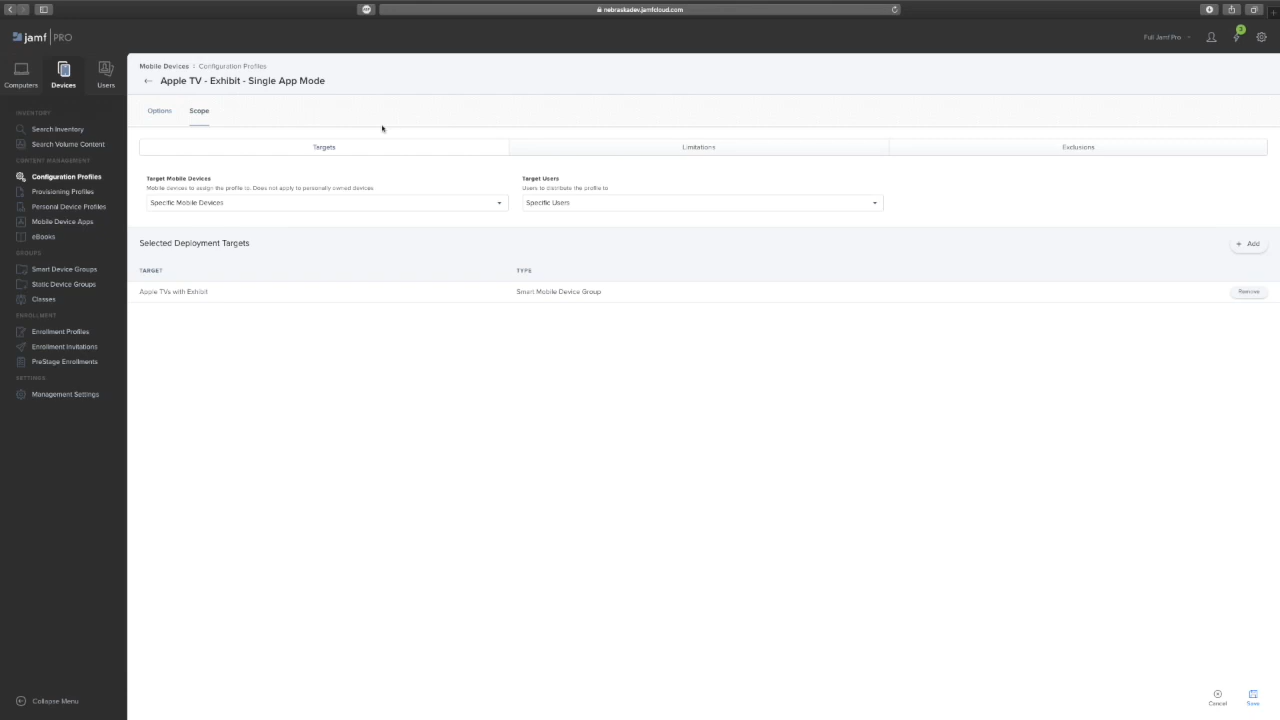 nebraskadev.jamfcloud.com
jamf PRO
Full Jamf Pro
3
Computers
Devices
Users
INVENTORY
Search Inventory
Search Volume Content
CONTENT MANAGEMENT
Configuration Profiles
Provisioning Profiles
Personal Device Profiles
Mobile Device Apps
eBooks
GROUPS
Smart Device Groups
Static Device Groups
Classes
ENROLLMENT
Enrollment Profiles
Enrollment Invitations
PreStage Enrollments
SETTINGS
Management Settings
Collapse Menu
Mobile Devices Configuration Profiles
Apple TV - Exhibit - Single App Mode
Options Scope
Targets Limitations Exclusions
Target Mobile Devices
Mobile devices to assign the profile to. Does not apply to personally owned devices
Specific Mobile Devices
Target Users
Users to distribute the profile to
Specific Users
Selected Deployment Targets
+ Add
TARGET TYPE
Apple TVs with Exhibit Smart Mobile Device Group Remove
Cancel Save